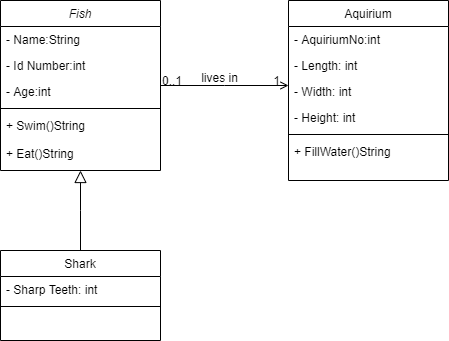 Fish
- Name:String
- Id Number:int
- Age:int
+ Swim()String
+ Eat()String
0..1
lives in
1
Aquirium
- AquiriumNo:int
- Length: int
- Width: int
- Height: int
+ FillWater()String
Shark
- Sharp Teeth: int